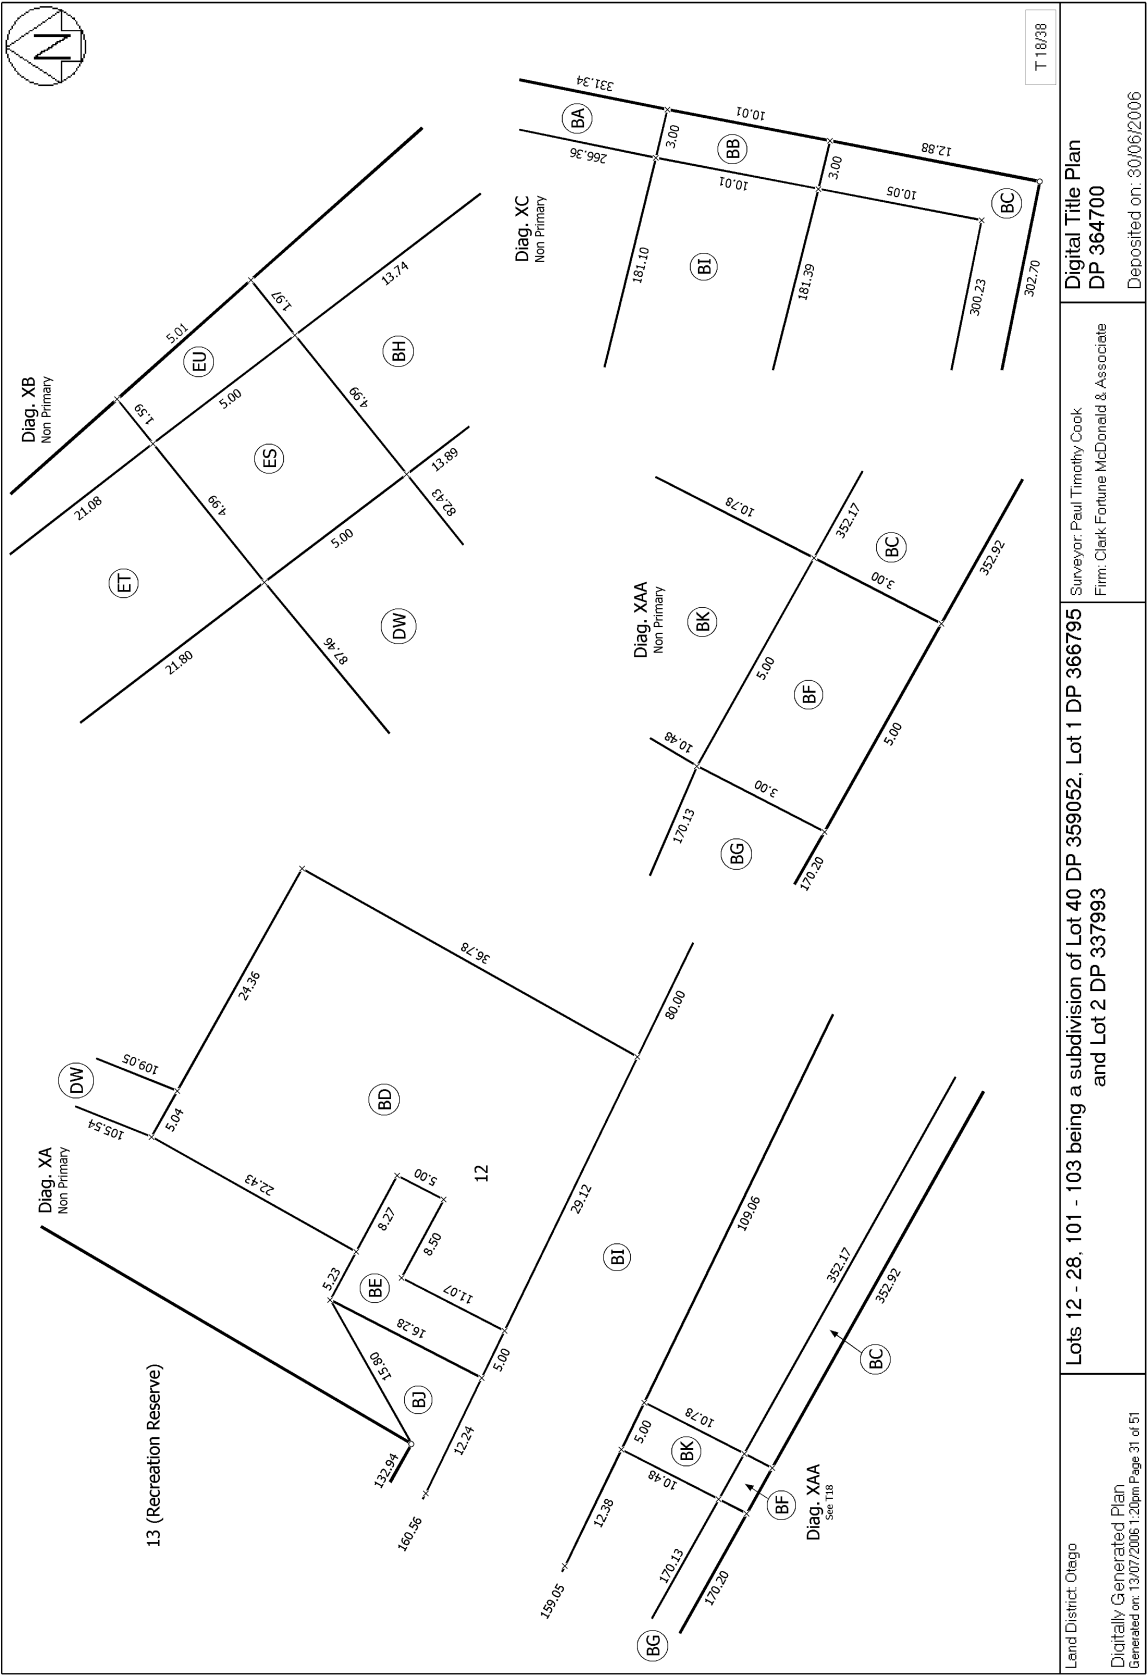 N
T 18/38
Diag. XA
Non Primary
13 (Recreation Reserve)
DW
109.05
105.54
5.04
24.36
36.78
22.43
BD
12
8.27
5.00
8.50
5.23
BE
11.07
16.28
15.80
BJ
5.00
12.24
132.94
160.56
29.12
80.00
BI
109.06
5.00
10.78
BK
10.48
12.38
159.05
352.17
352.92
BC
BF
Diag. XAA
See T18
170.13
170.20
BG
Diag. XB
Non Primary
5.01
EU
1.97
1.59
13.74
BH
5.00
4.99
ES
21.08
4.99
13.89
82.43
5.00
ET
21.80
87.46
DW
Diag. XAA
Non Primary
10.78
352.17
BC
3.00
352.92
BK
5.00
BF
5.00
10.48
3.00
170.13
BG
170.20
Diag. XC
Non Primary
331.34
BA
266.36
3.00
10.01
BB
10.01
3.00
12.88
10.05
BC
181.10
BI
181.39
300.23
302.70
Land District: Otago
Digitally Generated Plan
Generated on: 13/07/2006 1:20pm Page 31 of 51
Lots 12 - 28, 101 - 103 being a subdivision of Lot 40 DP 359052, Lot 1 DP 366795
and Lot 2 DP 337993
Surveyor: Paul Timothy Cook
Firm: Clark Fortune McDonald & Associate
Digital Title Plan
DP 364700
Deposited on: 30/06/2006